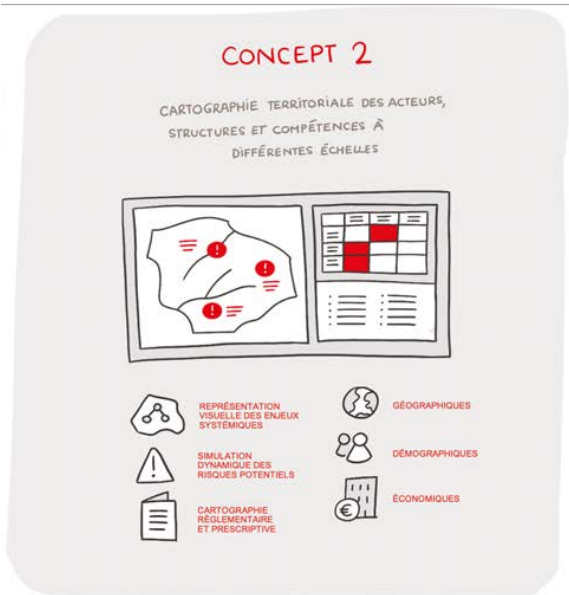 CONCEPT 2
CARTOGRAPHIE TERRITORIALE DES ACTEURS,
STRUCTURES ET COMPÉTENCES À
DIFFÉRENTES ÉCHELLES
REPRÉSENTATION
VISUELLE DES ENJEUX
SYSTÉMIQUES
SIMULATION
DYNAMIQUE DES
RISQUES POTENTIELS
CARTOGRAPHIE
RÉGLEMENTAIRE
ET PRESCRIPTIVE
GÉOGRAPHIQUES
DÉMOGRAPHIQUES
ÉCONOMIQUES